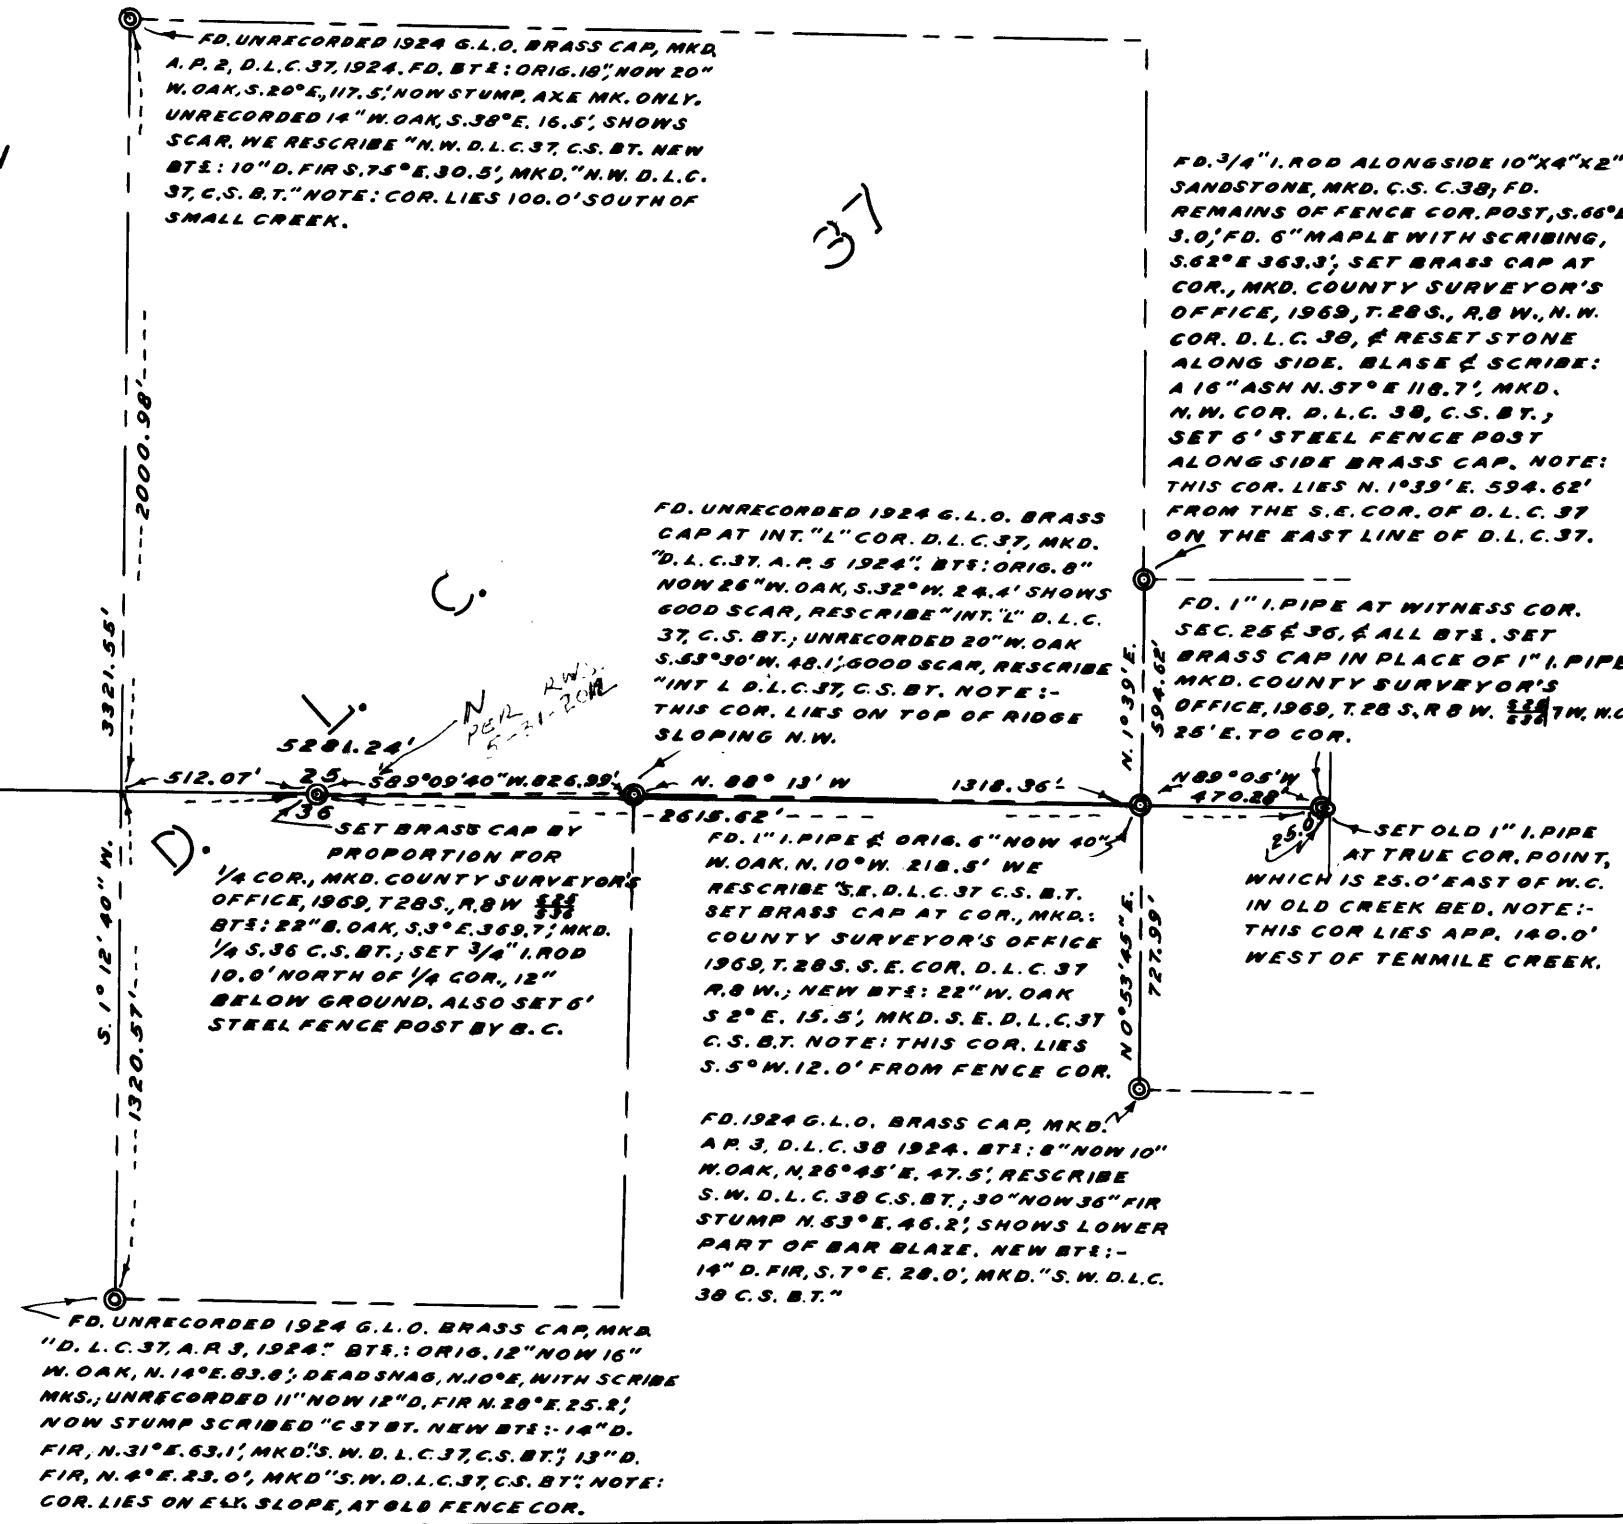 FD. UNRECORDED 1924 G.L.O. BRASS CAP, MKD.
A.P. 2, D.L.C. 37, 1924. FD. BTS: ORIG. 18", NOW 20"
W. OAK, S.20°E., 117.5', NOW STUMP, AXE MK. ONLY.
UNRECORDED 14" W. OAK, S.38°E. 16.5', SHOWS
SCAR, WE RESCRIBE "N.W. D.L.C. 37, C.S. BT. NEW
BTS: 10" D. FIR S.75°E. 30.5', MKD. "N.W. D.L.C.
37, C.S. B.T." NOTE: COR. LIES 100.0' SOUTH OF
SMALL CREEK.
37
FD. 3/4" I. ROD ALONGSIDE 10"X4"X2"
SANDSTONE, MKD. C.S. C.38; FD.
REMAINS OF FENCE COR. POST, S.66°E
3.0', FD. 6" MAPLE WITH SCRIBING,
S.62°E 363.3', SET BRASS CAP AT
COR., MKD. COUNTY SURVEYOR'S
OFFICE, 1969, T.28S., R.8 W., N.W.
COR. D.L.C. 38, & RESET STONE
ALONG SIDE. BLASE & SCRIBE:
A 16" ASH N.57°E 118.7', MKD.
N.W. COR. D.L.C. 38, C.S. BT.;
SET 6' STEEL FENCE POST
ALONG SIDE BRASS CAP. NOTE:
THIS COR. LIES N. 1°39'E. 594.62'
FROM THE S.E. COR. OF D.L.C. 37
ON THE EAST LINE OF D.L.C. 37.
2000.98'
3321.55'
FD. UNRECORDED 1924 G.L.O. BRASS
CAP AT INT. "L" COR. D.L.C. 37, MKD.
"D.L.C. 37. A.P. 5 1924". BTS: ORIG. 8"
NOW 26" W. OAK, S.32°W. 24.4' SHOWS
GOOD SCAR, RESCRIBE "INT. "L" D.L.C.
37, C.S. BT.; UNRECORDED 20" W. OAK
S.53°30'W. 48.1', GOOD SCAR, RESCRIBE
"INT L D.L.C. 37, C.S. BT. NOTE:-
THIS COR. LIES ON TOP OF RIDGE
SLOPING N.W.
FD. 1" I. PIPE AT WITNESS COR.
SEC. 25 & 36, & ALL BTS. SET
BRASS CAP IN PLACE OF 1" I. PIPE
MKD. COUNTY SURVEYOR'S
OFFICE, 1969, T. 28 S, R 8 W. S25 S36 7 W. W.C.
25' E. TO COR.
N. 1° 39' E.
594.62'
C.
L.
D.
N
PER R.W.S.
5-31-2012
5281.24'
512.07'
25
S89°09'40"W. 826.99'
N. 88° 13' W
1318.36'
N 89° 05' W
470.28'
36
2615.62'
25.0'
SET BRASS CAP BY
PROPORTION FOR
1/4 COR., MKD. COUNTY SURVEYOR'S
OFFICE, 1969, T28S., R.8 W S25 S36
BTS: 22" B. OAK, S.3°E. 369.7'; MKD.
1/4 S.36 C.S. BT.; SET 3/4" I. ROD
10.0' NORTH OF 1/4 COR., 12"
BELOW GROUND. ALSO SET 6'
STEEL FENCE POST BY B.C.
FD. 1" I. PIPE & ORIG. 6" NOW 40"
W. OAK, N. 10°W. 218.5' WE
RESCRIBE "S.E. D.L.C. 37 C.S. B.T.
SET BRASS CAP AT COR., MKD.:
COUNTY SURVEYOR'S OFFICE
1969, T. 28 S. S.E. COR. D.L.C. 37
R.8 W.; NEW BTS: 22" W. OAK
S 2° E. 15.5', MKD. S.E. D.L.C. 37
C.S. B.T. NOTE: THIS COR. LIES
S. 5° W. 12.0' FROM FENCE COR.
SET OLD 1" I. PIPE
AT TRUE COR. POINT,
WHICH IS 25.0' EAST OF W.C.
IN OLD CREEK BED. NOTE:-
THIS COR LIES APP. 140.0'
WEST OF TENMILE CREEK.
S. 1° 12' 40" W.
1320.57'
N 0° 53' 45" E.
727.99'
FD. 1924 G.L.O. BRASS CAP, MKD.
A P. 3, D.L.C. 38 1924. BTS: 8" NOW 10"
W. OAK, N.26°45'E. 47.5', RESCRIBE
S.W. D.L.C. 38 C.S. BT.; 30" NOW 36" FIR
STUMP N.53°E. 46.2', SHOWS LOWER
PART OF BAR BLAZE. NEW BTS:-
14" D. FIR, S.7°E. 28.0', MKD. "S.W. D.L.C.
38 C.S. B.T."
FD. UNRECORDED 1924 G.L.O. BRASS CAP, MKD.
"D.L.C. 37, A.P. 3, 1924." BTS.: ORIG. 12" NOW 16"
W. OAK, N.14°E. 83.8'; DEAD SNAG, N.10°E, WITH SCRIBE
MKS.; UNRECORDED 11" NOW 12" D. FIR N.28°E. 25.2',
NOW STUMP SCRIBED "C 37 BT. NEW BTS:- 14" D.
FIR, N.31°E. 63.1', MKD. "S.W. D.L.C. 37, C.S. BT."; 13" D.
FIR, N.4°E. 23.0', MKD "S.W. D.L.C. 37, C.S. BT". NOTE:
COR. LIES ON ELY. SLOPE, AT OLD FENCE COR.